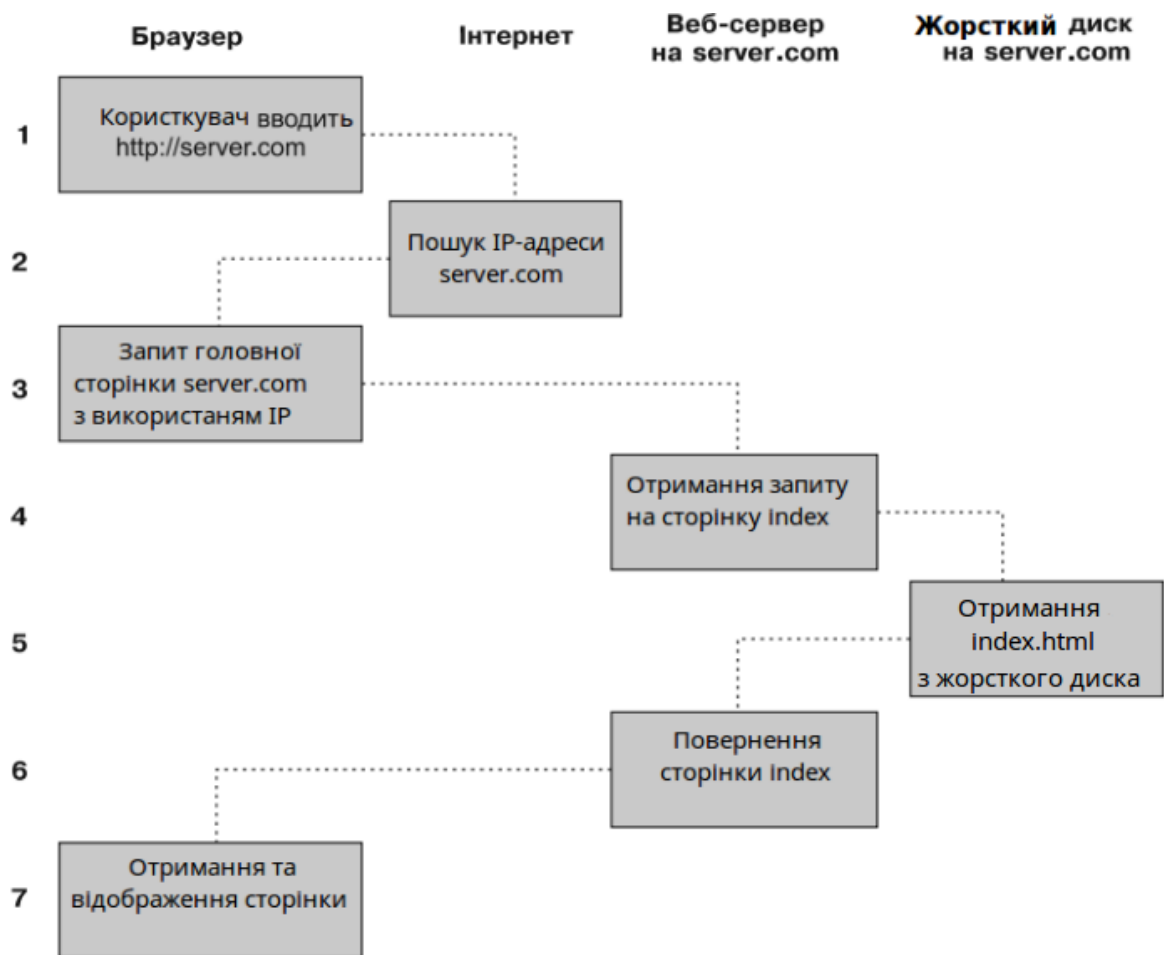 Браузер
Інтернет
Веб-сервер
на server.com
Жорсткий диск
на server.com
1
Користкувач вводить
http://server.com
2
Пошук IP-адреси
server.com
3
Запит головної
сторінки server.com
з використаням IP
4
Отримання запиту
на сторінку index
5
Отримання
index.html
з жорсткого диска
6
Повернення
сторінки index
7
Отримання та
відображення сторінки